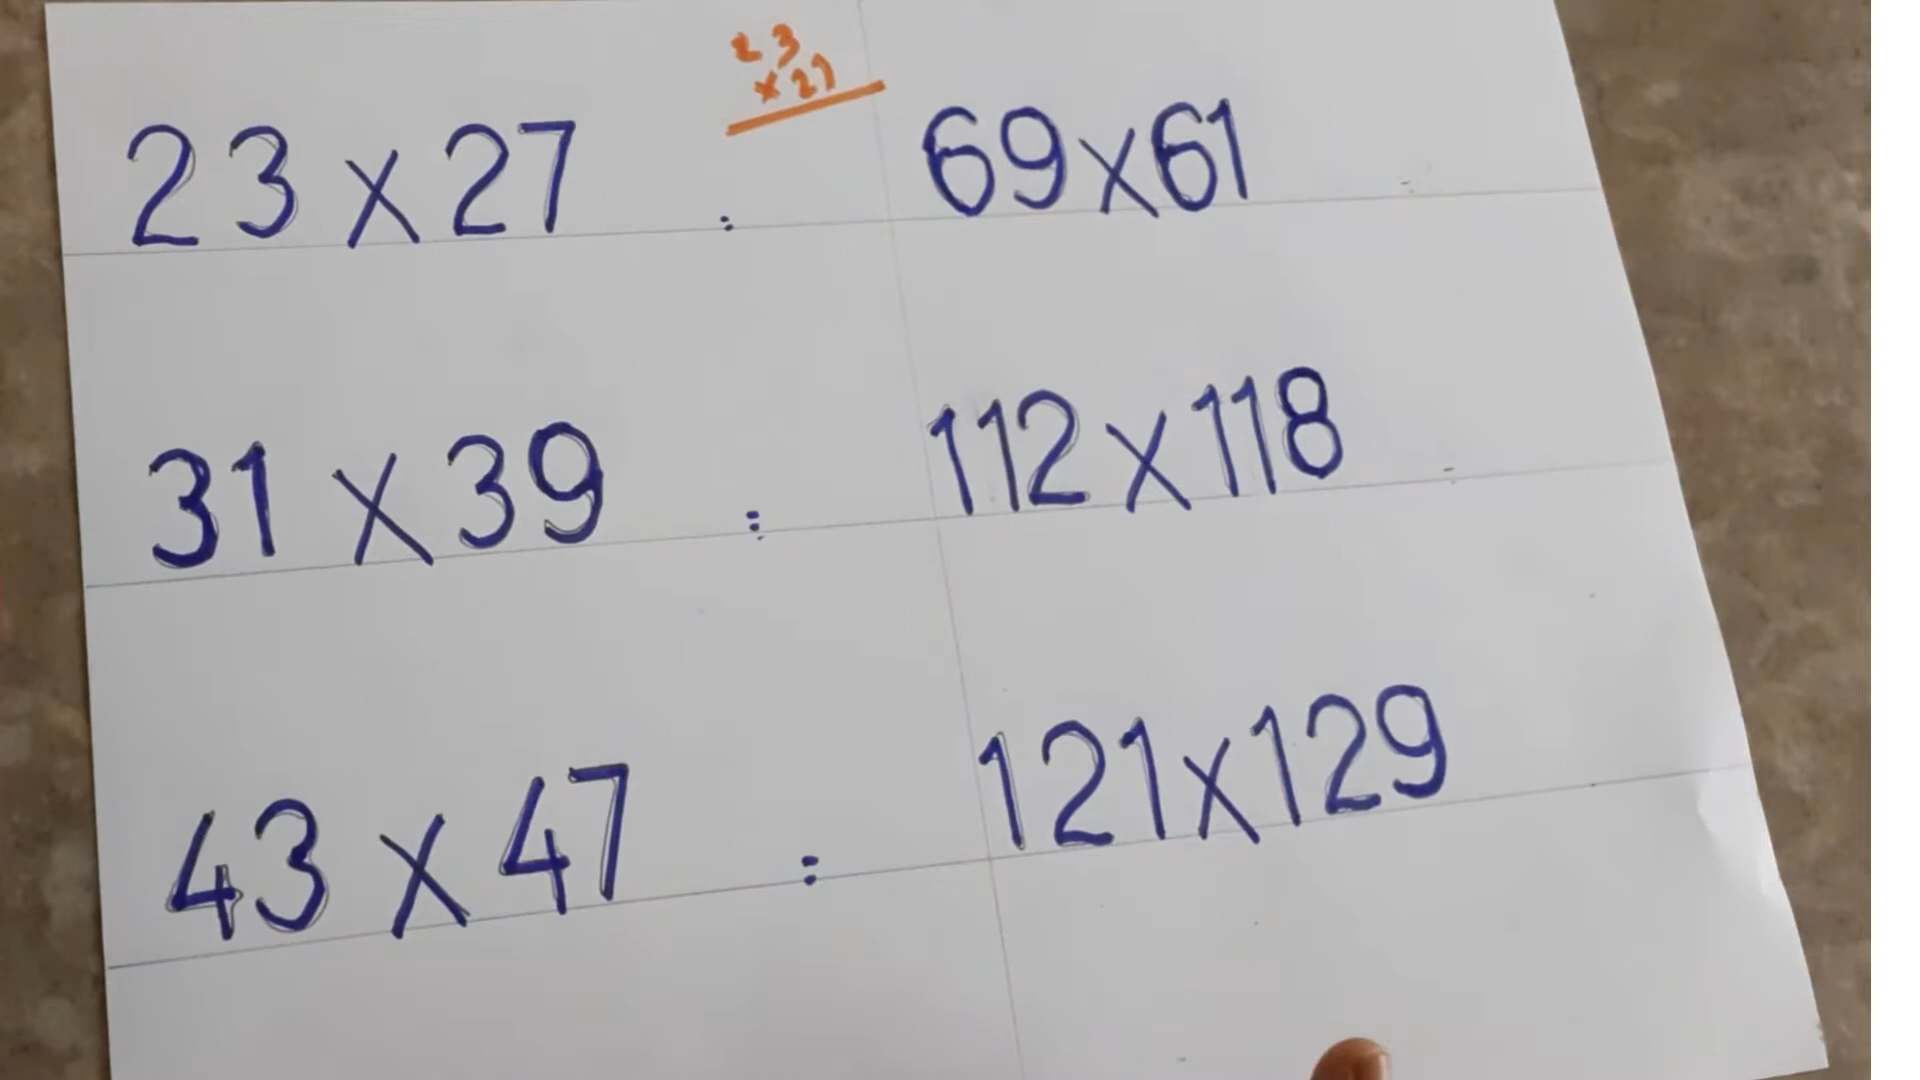 23
x 27
23 x 27 :
69x61
31 x 39 :
112x118
43 x 47 :
121x129